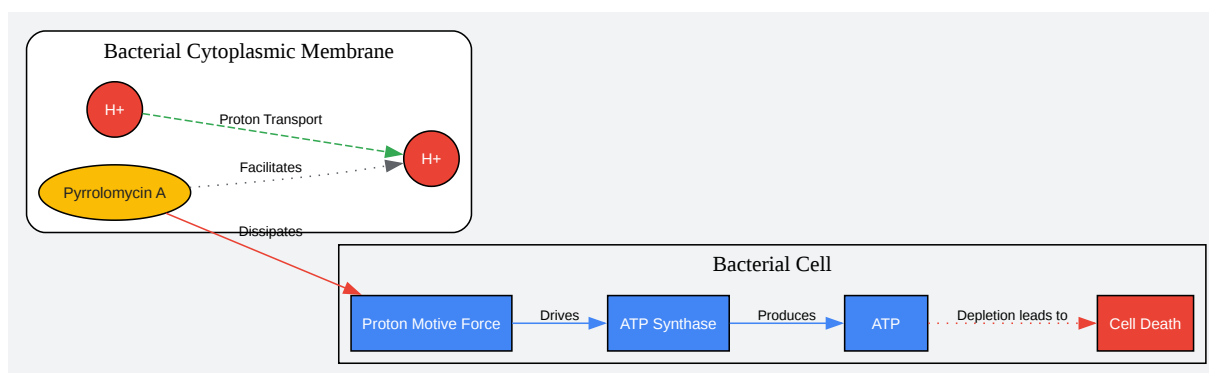 Bacterial Cytoplasmic Membrane
H+
Proton Transport
H+
Facilitates
Pyrrolomycin A
Dissipates
Bacterial Cell
Proton Motive Force
Drives
ATP Synthase
Produces
ATP
Depletion leads to
Cell Death